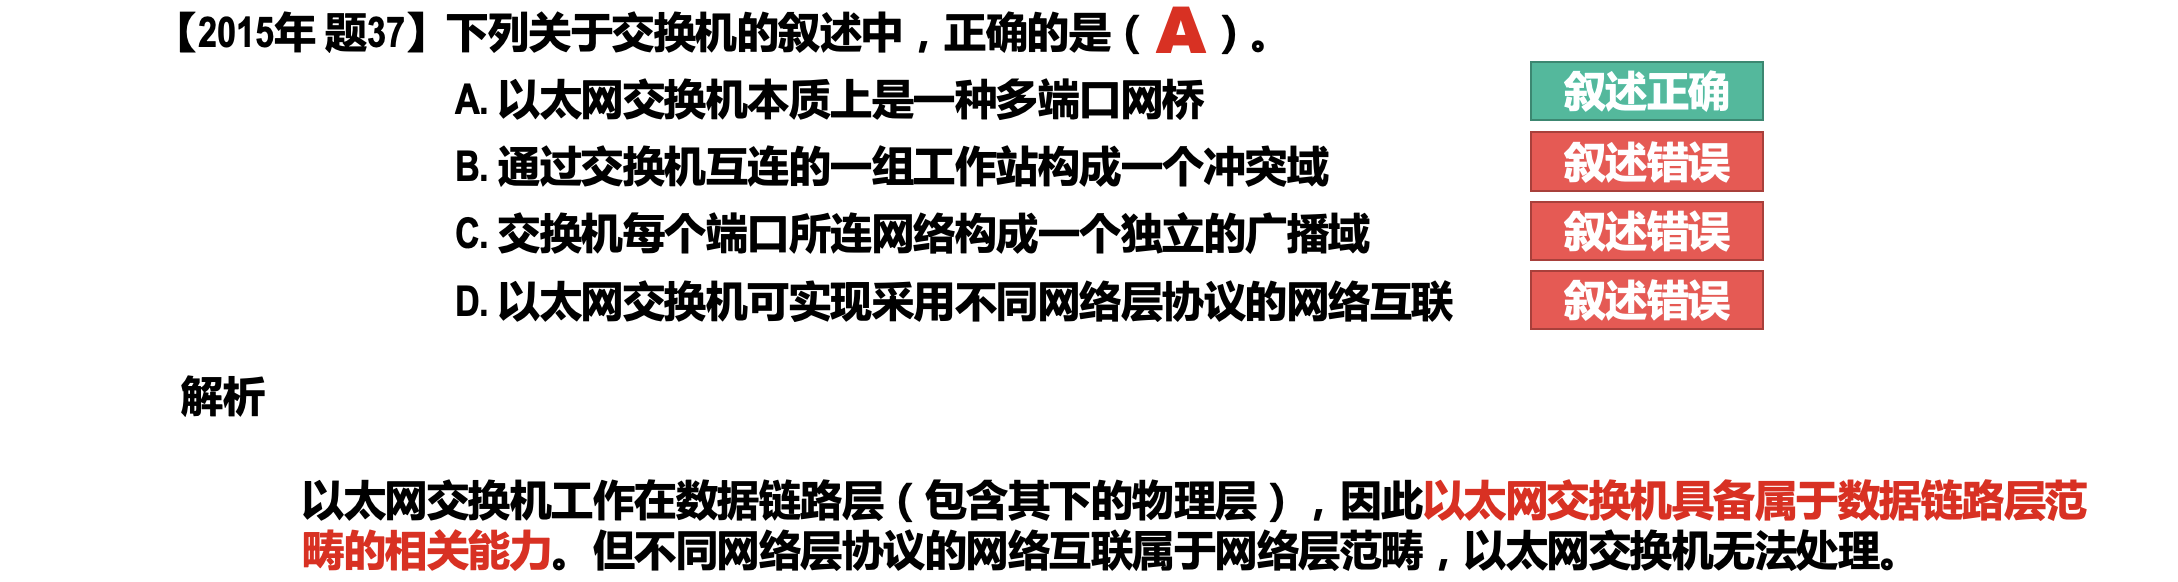 【2015年 题37】下列关于交换机的叙述中，正确的是（ A ）。
A. 以太网交换机本质上是一种多端口网桥 叙述正确
B. 通过交换机互连的一组工作站构成一个冲突域 叙述错误
C. 交换机每个端口所连网络构成一个独立的广播域 叙述错误
D. 以太网交换机可实现采用不同网络层协议的网络互联 叙述错误
解析
以太网交换机工作在数据链路层（包含其下的物理层），因此以太网交换机具备属于数据链路层范
畴的相关能力。但不同网络层协议的网络互联属于网络层范畴，以太网交换机无法处理。